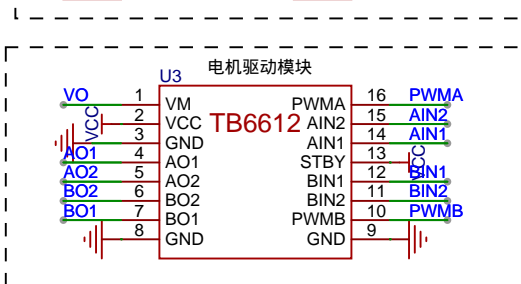 电机驱动模块
U3
TB6612
VO 1 VM PWMA 16 PWMA
VCC 2 VCC AIN2 15 AIN2
3 GND AIN1 14 AIN1
AO1 4 AO1 STBY 13 VCC
AO2 5 AO2 BIN1 12 BIN1
BO2 6 BO2 BIN2 11 BIN2
BO1 7 BO1 PWMB 10 PWMB
8 GND GND 9